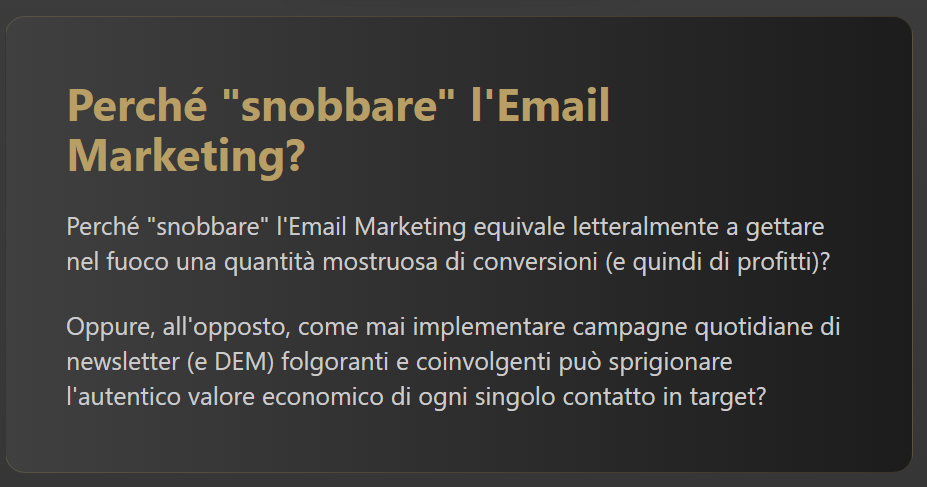 Perché "snobbare" l'Email
Marketing?
Perché "snobbare" l'Email Marketing equivale letteralmente a gettare
nel fuoco una quantità mostruosa di conversioni (e quindi di profitti)?
Oppure, all'opposto, come mai implementare campagne quotidiane di
newsletter (e DEM) folgoranti e coinvolgenti può sprigionare
l'autentico valore economico di ogni singolo contatto in target?